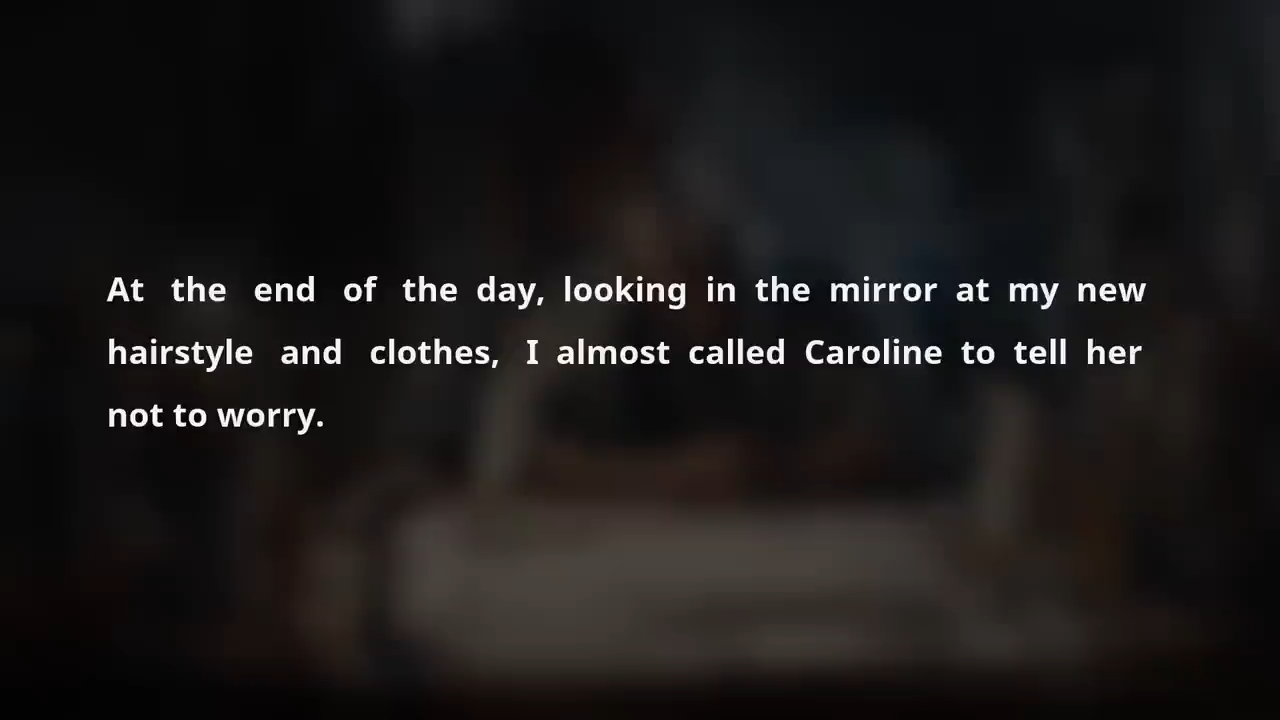 At the end of the day, looking in the mirror at my new
hairstyle and clothes, I almost called Caroline to tell her
not to worry.